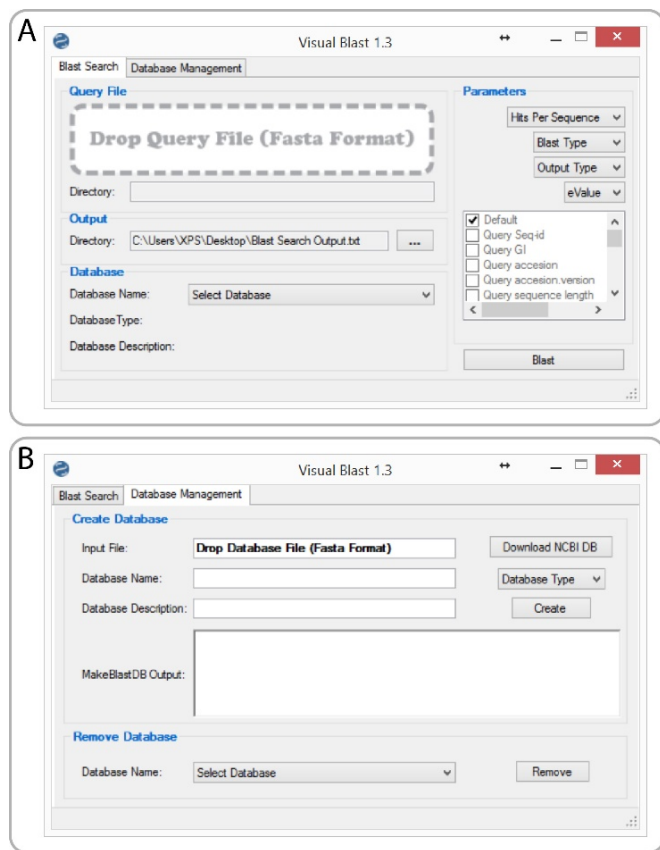 A
Visual Blast 1.3
Blast Search Database Management
Query File
Drop Query File (Fasta Format)
Directory:
Output
Directory: C:\Users\XPS\Desktop\Blast Search Output.txt ...
Database
Database Name: Select Database
DatabaseType:
Database Description:
Parameters
Hits Per Sequence
Blast Type
Output Type
eValue
Default
Query Seq-id
Query GI
Query accesion
Query accesion.version
Query sequence length
Blast
B
Visual Blast 1.3
Blast Search Database Management
Create Database
Input File: Drop Database File (Fasta Format) Download NCBI DB
Database Name: Database Type
Database Description: Create
MakeBlastDB Output:
Remove Database
Database Name: Select Database Remove